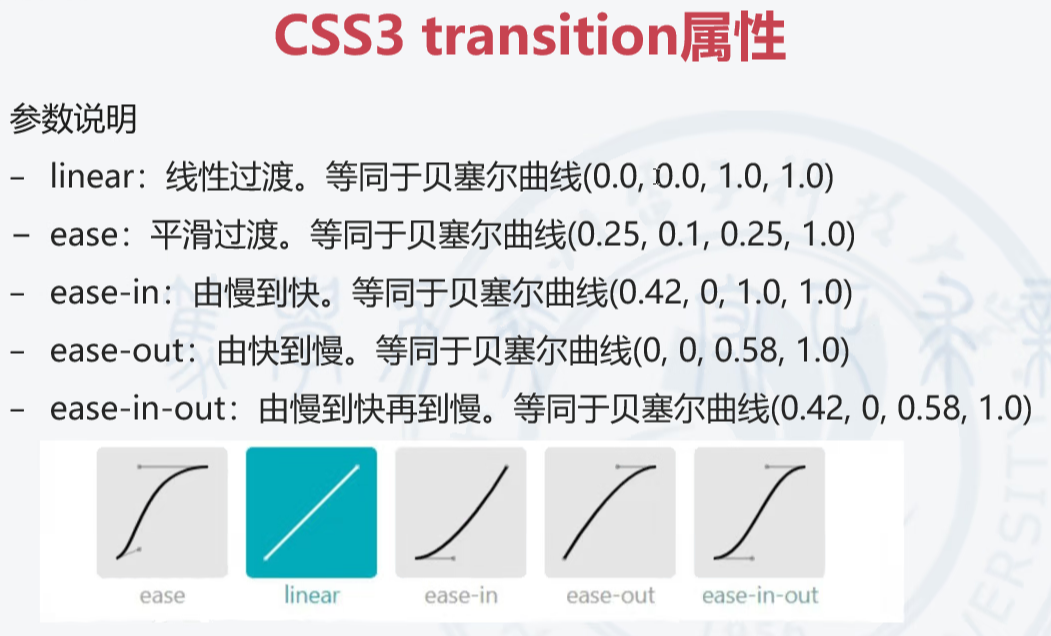 CSS3 transition属性
参数说明
– linear：线性过渡。等同于贝塞尔曲线(0.0, 0.0, 1.0, 1.0)
– ease：平滑过渡。等同于贝塞尔曲线(0.25, 0.1, 0.25, 1.0)
– ease-in：由慢到快。等同于贝塞尔曲线(0.42, 0, 1.0, 1.0)
– ease-out：由快到慢。等同于贝塞尔曲线(0, 0, 0.58, 1.0)
– ease-in-out：由慢到快再到慢。等同于贝塞尔曲线(0.42, 0, 0.58, 1.0)
ease linear ease-in ease-out ease-in-out